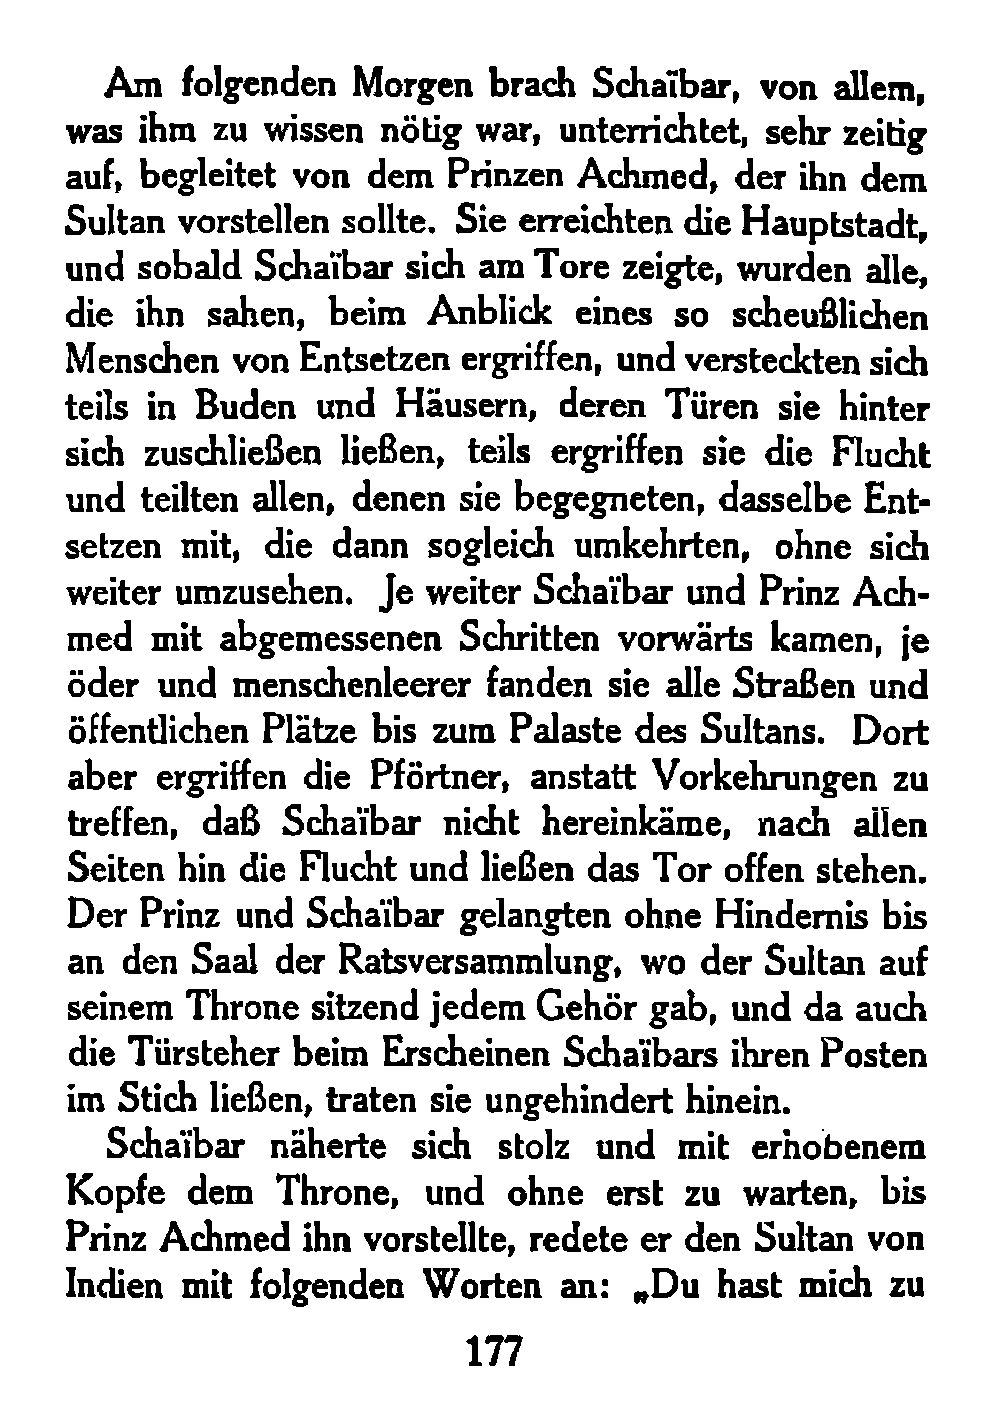 Am folgenden Morgen brach Schaïbar, von allem,
was ihm zu wissen nötig war, unterrichtet, sehr zeitig
auf, begleitet von dem Prinzen Achmed, der ihn dem
Sultan vorstellen sollte. Sie erreichten die Hauptstadt,
und sobald Schaïbar sich am Tore zeigte, wurden alle,
die ihn sahen, beim Anblick eines so scheußlichen
Menschen von Entsetzen ergriffen, und versteckten sich
teils in Buden und Häusern, deren Türen sie hinter
sich zuschließen ließen, teils ergriffen sie die Flucht
und teilten allen, denen sie begegneten, dasselbe Ent-
setzen mit, die dann sogleich umkehrten, ohne sich
weiter umzusehen. Je weiter Schaïbar und Prinz Ach-
med mit abgemessenen Schritten vorwärts kamen, je
öder und menschenleerer fanden sie alle Straßen und
öffentlichen Plätze bis zum Palaste des Sultans. Dort
aber ergriffen die Pförtner, anstatt Vorkehrungen zu
treffen, daß Schaïbar nicht hereinkäme, nach allen
Seiten hin die Flucht und ließen das Tor offen stehen.
Der Prinz und Schaïbar gelangten ohne Hindernis bis
an den Saal der Ratsversammlung, wo der Sultan auf
seinem Throne sitzend jedem Gehör gab, und da auch
die Türsteher beim Erscheinen Schaïbars ihren Posten
im Stich ließen, traten sie ungehindert hinein.
Schaïbar näherte sich stolz und mit erhobenem
Kopfe dem Throne, und ohne erst zu warten, bis
Prinz Achmed ihn vorstellte, redete er den Sultan von
Indien mit folgenden Worten an: „Du hast mich zu
177